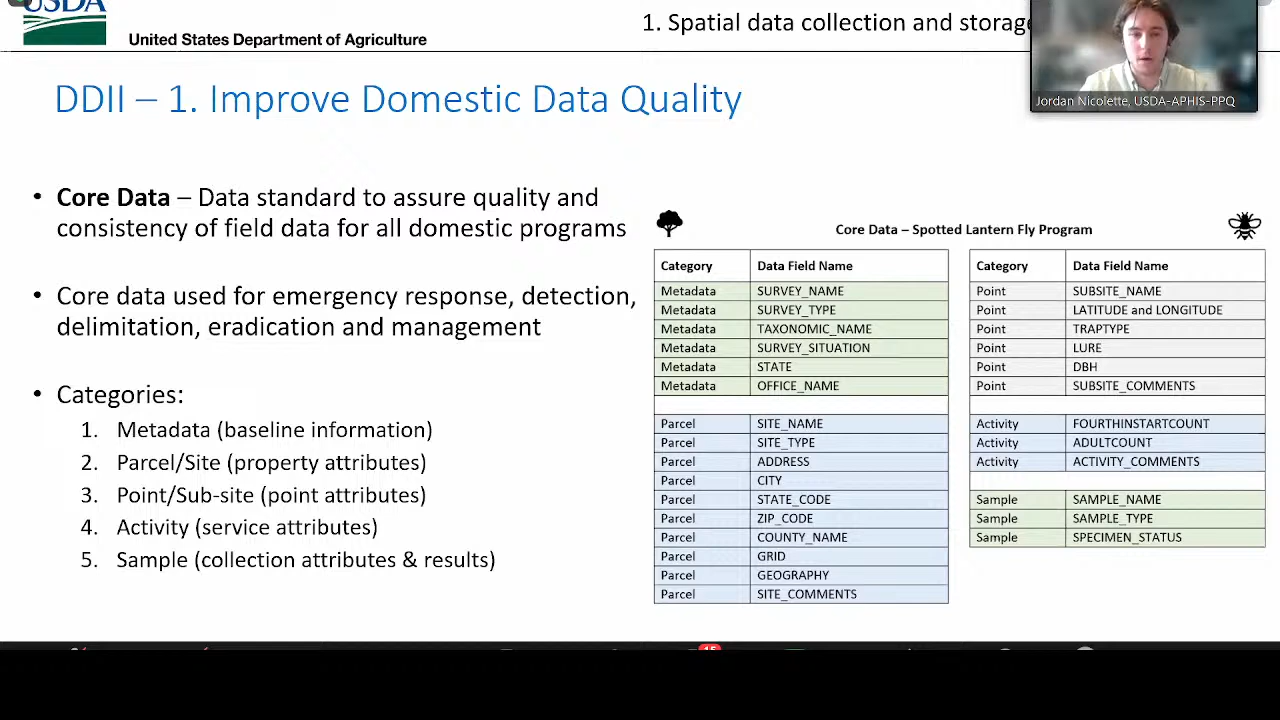 USDA
United States Department of Agriculture
1. Spatial data collection and storage
Jordan Nicolette, USDA-APHIS-PPQ
DDII – 1. Improve Domestic Data Quality
• Core Data – Data standard to assure quality and
consistency of field data for all domestic programs
• Core data used for emergency response, detection,
delimitation, eradication and management
• Categories:
1. Metadata (baseline information)
2. Parcel/Site (property attributes)
3. Point/Sub-site (point attributes)
4. Activity (service attributes)
5. Sample (collection attributes & results)
Core Data – Spotted Lantern Fly Program
Category Data Field Name
Metadata SURVEY_NAME
Metadata SURVEY_TYPE
Metadata TAXONOMIC_NAME
Metadata SURVEY_SITUATION
Metadata STATE
Metadata OFFICE_NAME
Parcel SITE_NAME
Parcel SITE_TYPE
Parcel ADDRESS
Parcel CITY
Parcel STATE_CODE
Parcel ZIP_CODE
Parcel COUNTY_NAME
Parcel GRID
Parcel GEOGRAPHY
Parcel SITE_COMMENTS
Category Data Field Name
Point SUBSITE_NAME
Point LATITUDE and LONGITUDE
Point TRAPTYPE
Point LURE
Point DBH
Point SUBSITE_COMMENTS
Activity FOURTHINSTARTCOUNT
Activity ADULTCOUNT
Activity ACTIVITY_COMMENTS
Sample SAMPLE_NAME
Sample SAMPLE_TYPE
Sample SPECIMEN_STATUS